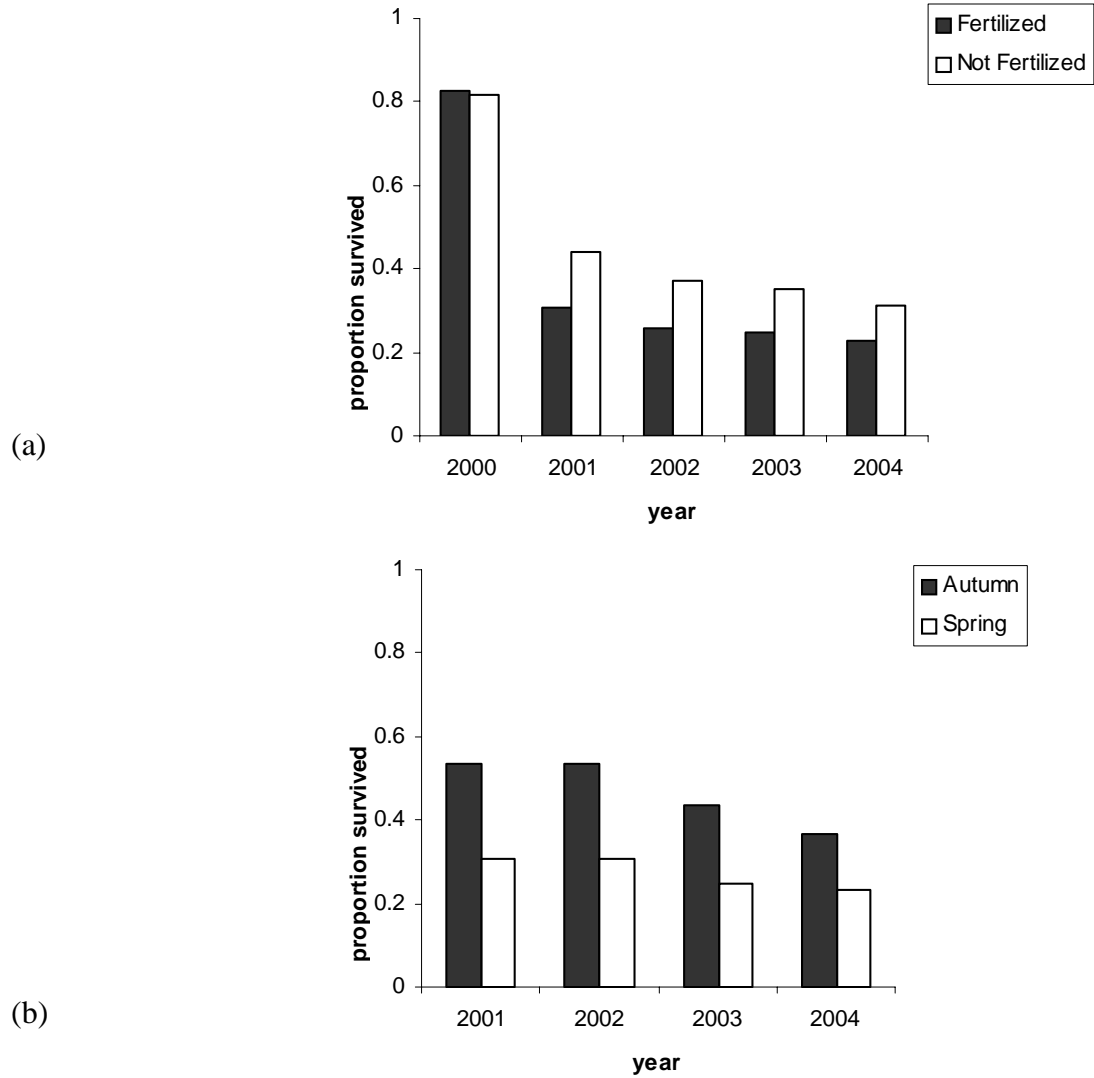 1
Fertilized
Not Fertilized
0.8
0.6
0.4
0.2
0
proportion survived
2000 2001 2002 2003 2004
year
(a)
1
Autumn
Spring
0.8
0.6
0.4
0.2
0
proportion survived
2001 2002 2003 2004
year
(b)